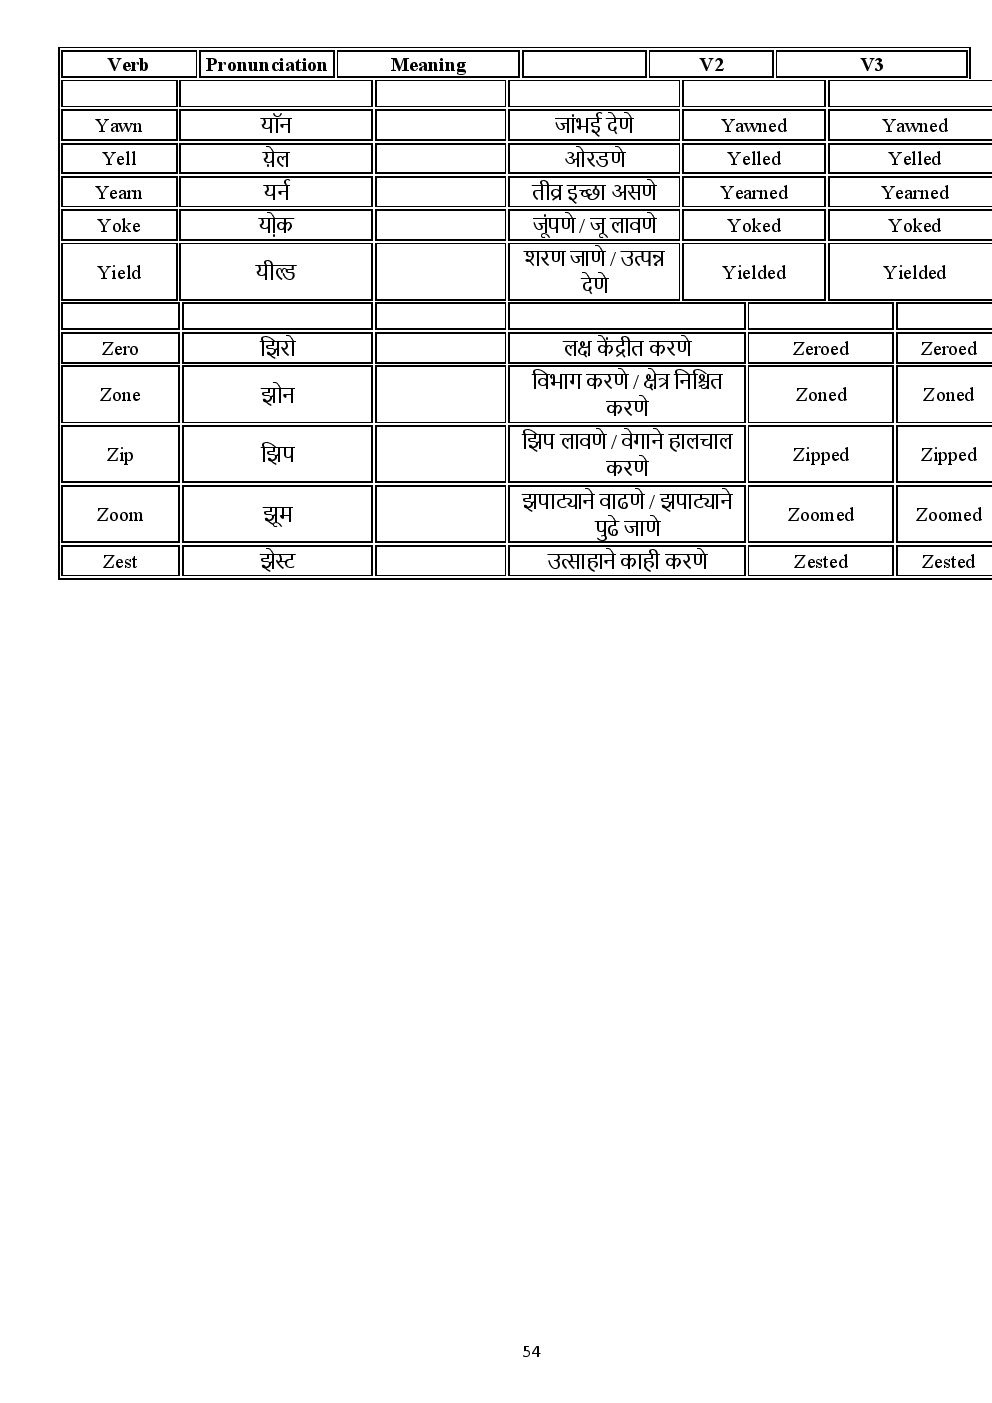 Verb Pronunciation Meaning V2 V3
Yawn यॉन जांभई देणे Yawned Yawned
Yell य़ेल ओरडणे Yelled Yelled
Yearn यर्न तीव्र इच्छा असणे Yearned Yearned
Yoke य़ोक जूंपणे / जू लावणे Yoked Yoked
Yield यील्ड शरण जाणे / उत्पन्न Yielded Yielded
देणे
Zero झिरो लक्ष केंद्रीत करणे Zeroed Zeroed
Zone झोन विभाग करणे / क्षेत्र निश्चित Zoned Zoned
करणे
Zip झिप झिप लावणे / वेगाने हालचाल Zipped Zipped
करणे
Zoom झूम झपाट्याने वाढणे / झपाट्याने Zoomed Zoomed
पुढे जाणे
Zest झेस्ट उत्साहाने काही करणे Zested Zested
54